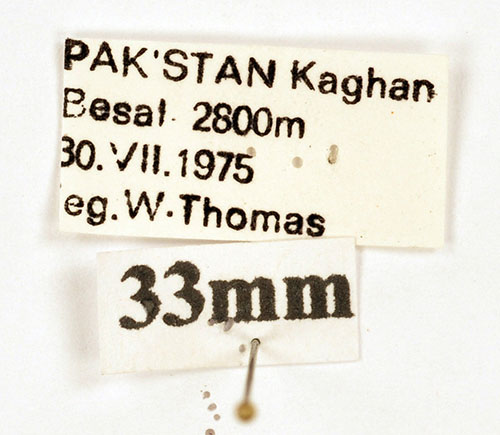 PAK'STAN Kaghan
Besal 2800m
30.VII.1975
eg.W.Thomas
33mm